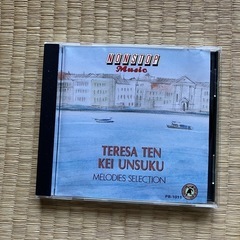 NONSTOP
Music
TERESA TEN
KEI UNSUKU
MELODIES SELECTION